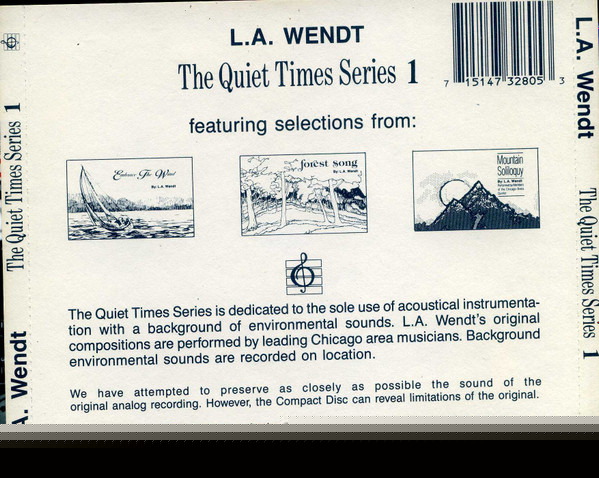 L.A. WENDT
The Quiet Times Series 1
7 15147 32805 3
featuring selections from:
Embrace The Wind
By L.A. Wendt
forest song
By L.A. Wendt
Mountain
Soliloquy
By L.A. Wendt
The Quiet Times Series is dedicated to the sole use of acoustical instrumenta-
tion with a background of environmental sounds. L.A. Wendt's original
compositions are performed by leading Chicago area musicians. Background
environmental sounds are recorded on location.
We have attempted to preserve as closely as possible the sound of the
original analog recording. However, the Compact Disc can reveal limitations of the original.
A. Wendt The Quiet Times Series 1
L.A. Wendt The Quiet Times Series 1